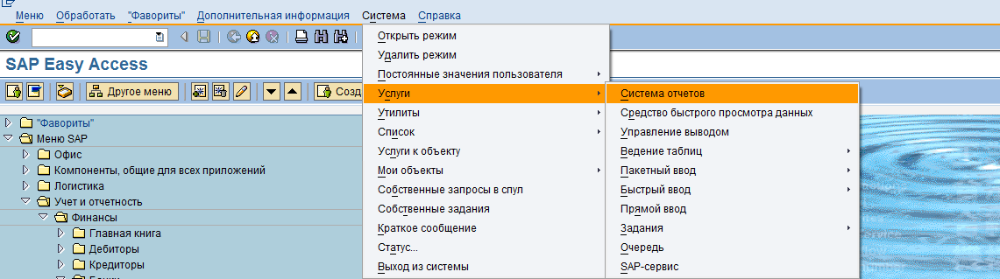 Меню Обработать "Фавориты" Дополнительная информация Система Справка
SAP Easy Access
Другое меню
Созд
"Фавориты"
Меню SAP
Офис
Компоненты, общие для всех приложений
Логистика
Учет и отчетность
Финансы
Главная книга
Дебиторы
Кредиторы
Открыть режим
Удалить режим
Постоянные значения пользователя
Услуги
Утилиты
Список
Услуги к объекту
Мои объекты
Собственные запросы в спул
Собственные задания
Краткое сообщение
Статус...
Выход из системы
Система отчетов
Средство быстрого просмотра данных
Управление выводом
Ведение таблиц
Пакетный ввод
Быстрый ввод
Прямой ввод
Задания
Очередь
SAP-сервис